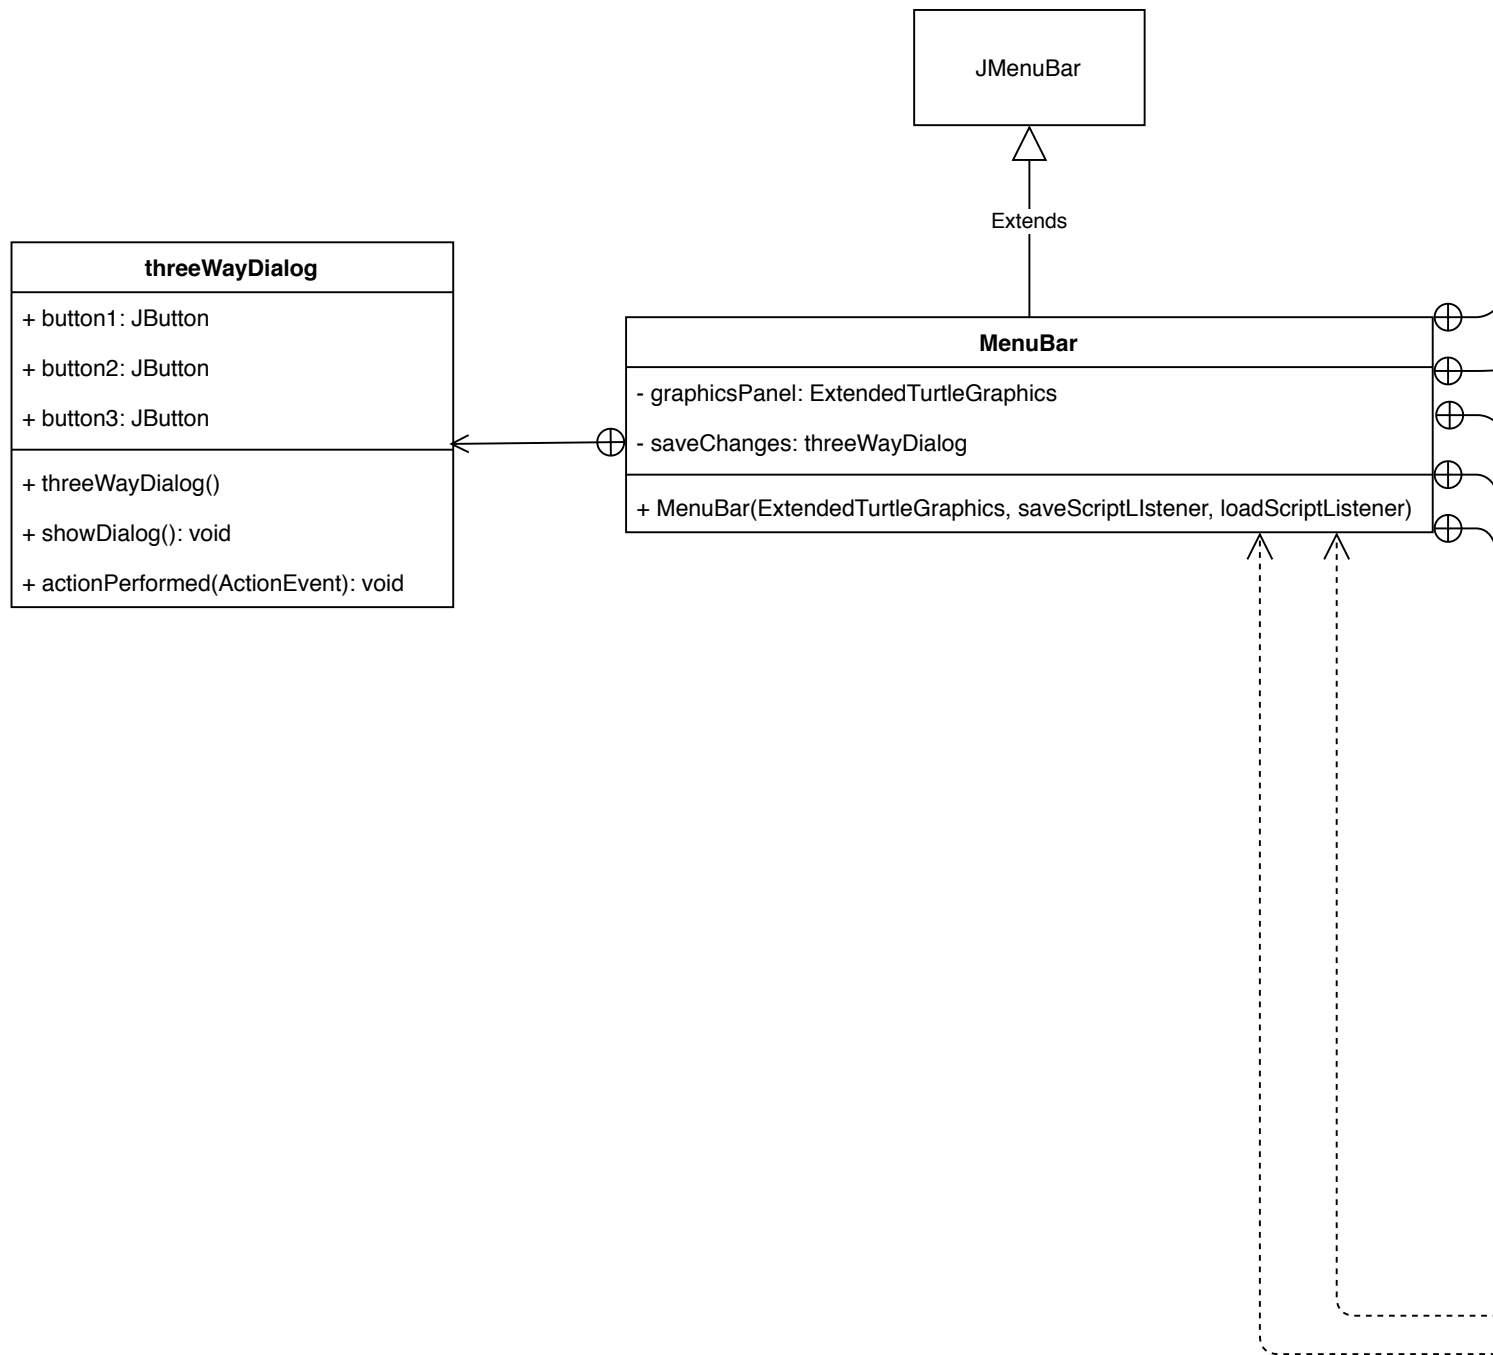 JMenuBar
Extends
threeWayDialog
+ button1: JButton
+ button2: JButton
+ button3: JButton
+ threeWayDialog()
+ showDialog(): void
+ actionPerformed(ActionEvent): void
MenuBar
- graphicsPanel: ExtendedTurtleGraphics
- saveChanges: threeWayDialog
+ MenuBar(ExtendedTurtleGraphics, saveScriptLIstener, loadScriptListener)